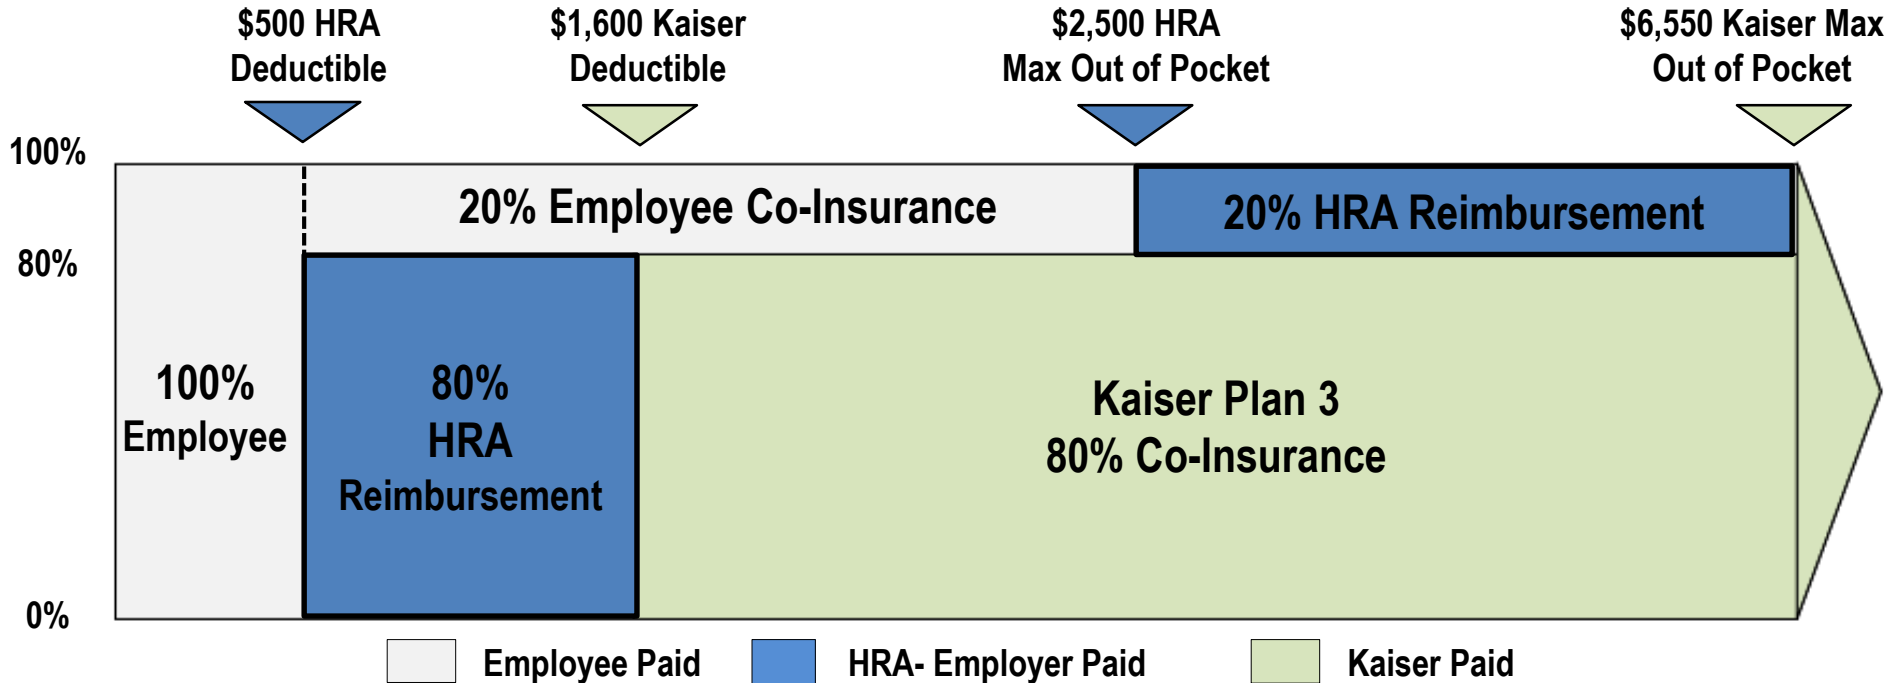 $500 HRA
Deductible
$1,600 Kaiser
Deductible
$2,500 HRA
Max Out of Pocket
$6,550 Kaiser Max
Out of Pocket
100%
80%
0%
20% Employee Co-Insurance
20% HRA Reimbursement
100%
Employee
80%
HRA
Reimbursement
Kaiser Plan 3
80% Co-Insurance
Employee Paid
HRA- Employer Paid
Kaiser Paid